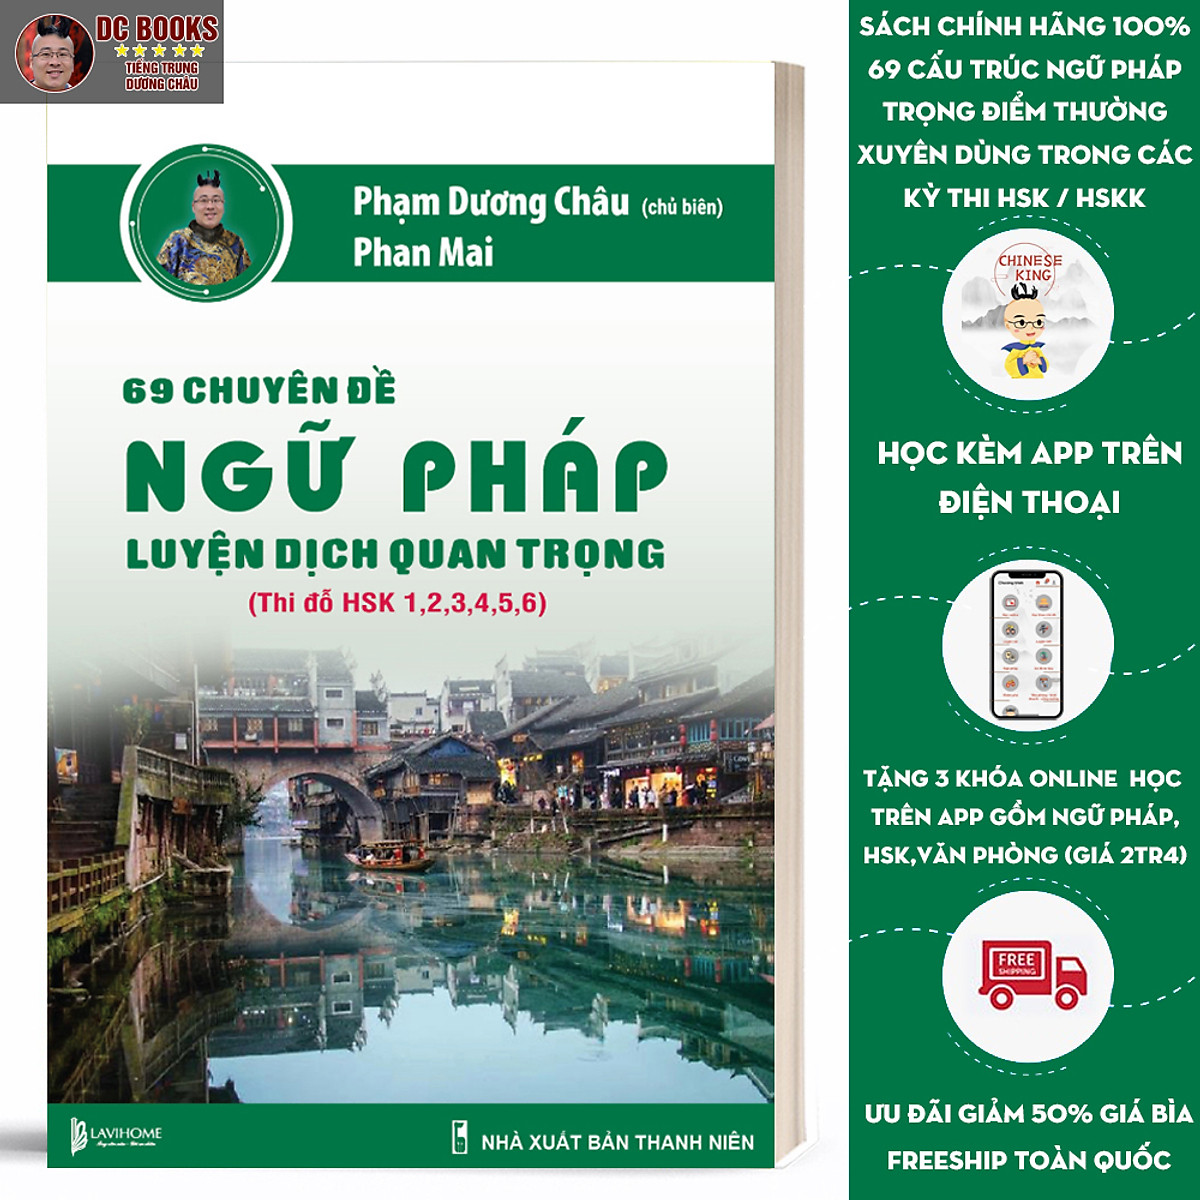 DC BOOKS
TIẾNG TRUNG
DƯƠNG CHÂU
Phạm Dương Châu (chủ biên)
Phan Mai
69 CHUYÊN ĐỀ
NGỮ PHÁP
LUYỆN DỊCH QUAN TRỌNG
(Thi đỗ HSK 1,2,3,4,5,6)
LAVIHOME
NHÀ XUẤT BẢN THANH NIÊN
SÁCH CHÍNH HÃNG 100%
69 CẤU TRÚC NGỮ PHÁP
TRỌNG ĐIỂM THƯỜNG
XUYÊN DÙNG TRONG CÁC
KỲ THI HSK / HSKK
CHINESE
KING
HỌC KÈM APP TRÊN
ĐIỆN THOẠI
TẶNG 3 KHÓA ONLINE HỌC
TRÊN APP GỒM NGỮ PHÁP,
HSK,VĂN PHÒNG (GIÁ 2TR4)
FREE
SHIPPING
ƯU ĐÃI GIẢM 50% GIÁ BÌA
FREESHIP TOÀN QUỐC